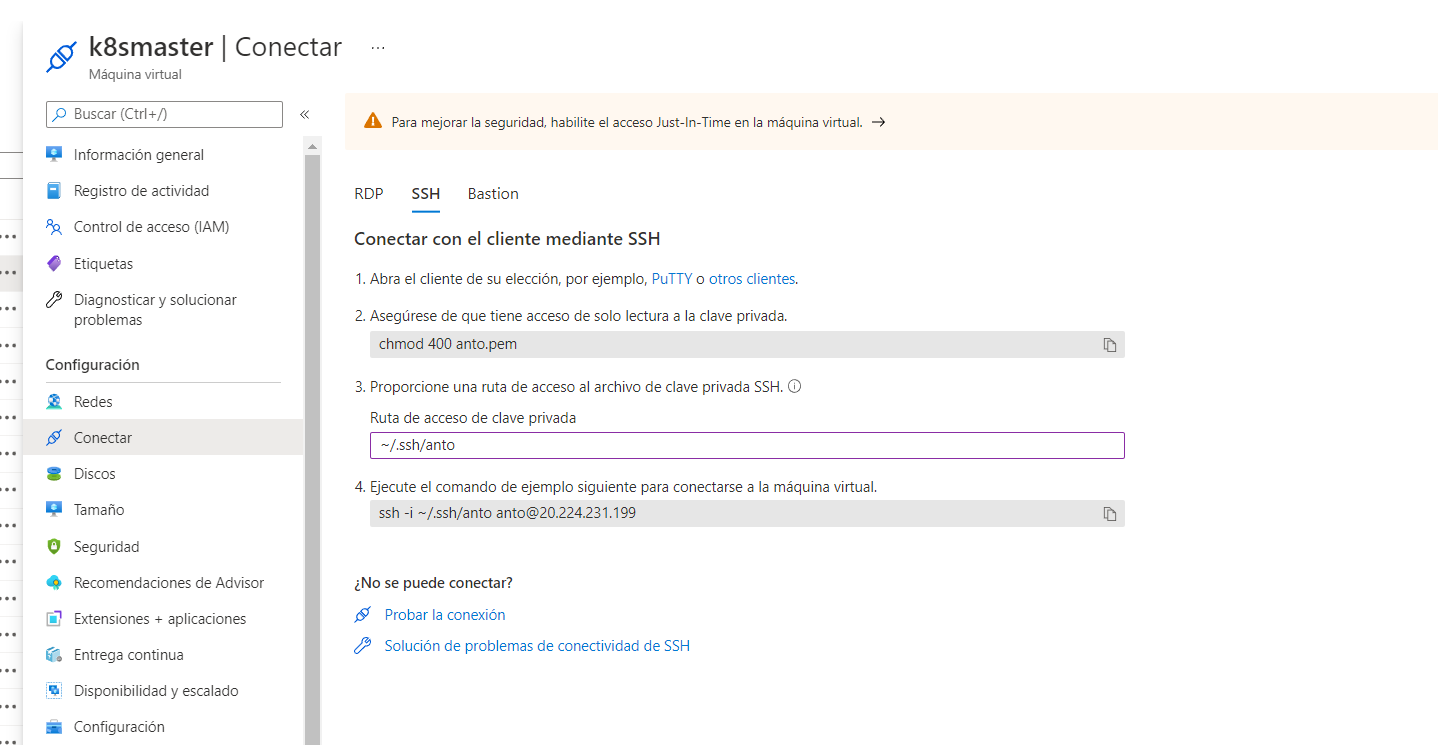 k8smaster | Conectar ...
Máquina virtual
Buscar (Ctrl+/)
«
Información general
Registro de actividad
Control de acceso (IAM)
Etiquetas
Diagnosticar y solucionar
problemas
Configuración
Redes
Conectar
Discos
Tamaño
Seguridad
Recomendaciones de Advisor
Extensiones + aplicaciones
Entrega continua
Disponibilidad y escalado
Configuración
Para mejorar la seguridad, habilite el acceso Just-In-Time en la máquina virtual. →
RDP SSH Bastion
Conectar con el cliente mediante SSH
1. Abra el cliente de su elección, por ejemplo, PuTTY o otros clientes.
2. Asegúrese de que tiene acceso de solo lectura a la clave privada.
chmod 400 anto.pem
3. Proporcione una ruta de acceso al archivo de clave privada SSH.
Ruta de acceso de clave privada
~/.ssh/anto
4. Ejecute el comando de ejemplo siguiente para conectarse a la máquina virtual.
ssh -i ~/.ssh/anto anto@20.224.231.199
¿No se puede conectar?
Probar la conexión
Solución de problemas de conectividad de SSH